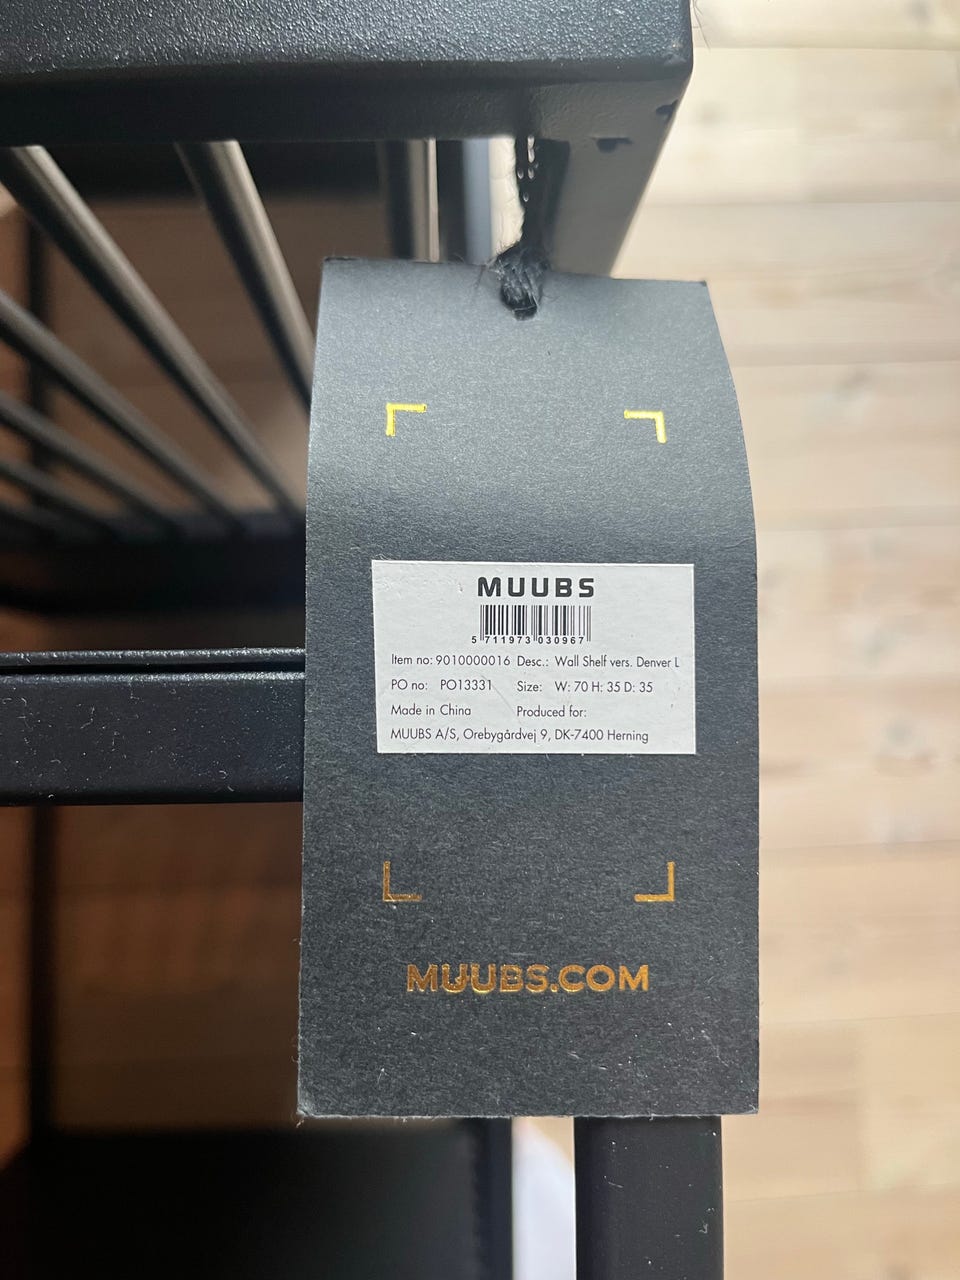 MUUBS
5 711973 030967
Item no: 9010000016 Desc.: Wall Shelf vers. Denver L
PO no: PO13331 Size: W: 70 H: 35 D: 35
Made in China Produced for:
MUUBS A/S, Orebygårdvej 9, DK-7400 Herning
MUUBS.COM